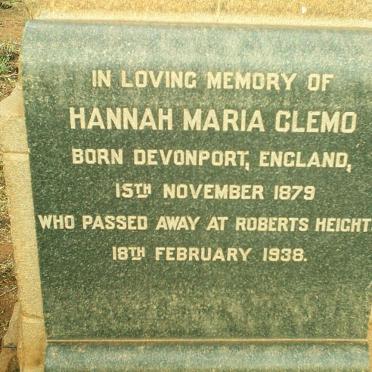 IN LOVING MEMORY OF
HANNAH MARIA CLEMO
BORN DEVONPORT, ENGLAND,
15TH NOVEMBER 1879
WHO PASSED AWAY AT ROBERTS HEIGHT
18TH FEBRUARY 1938.